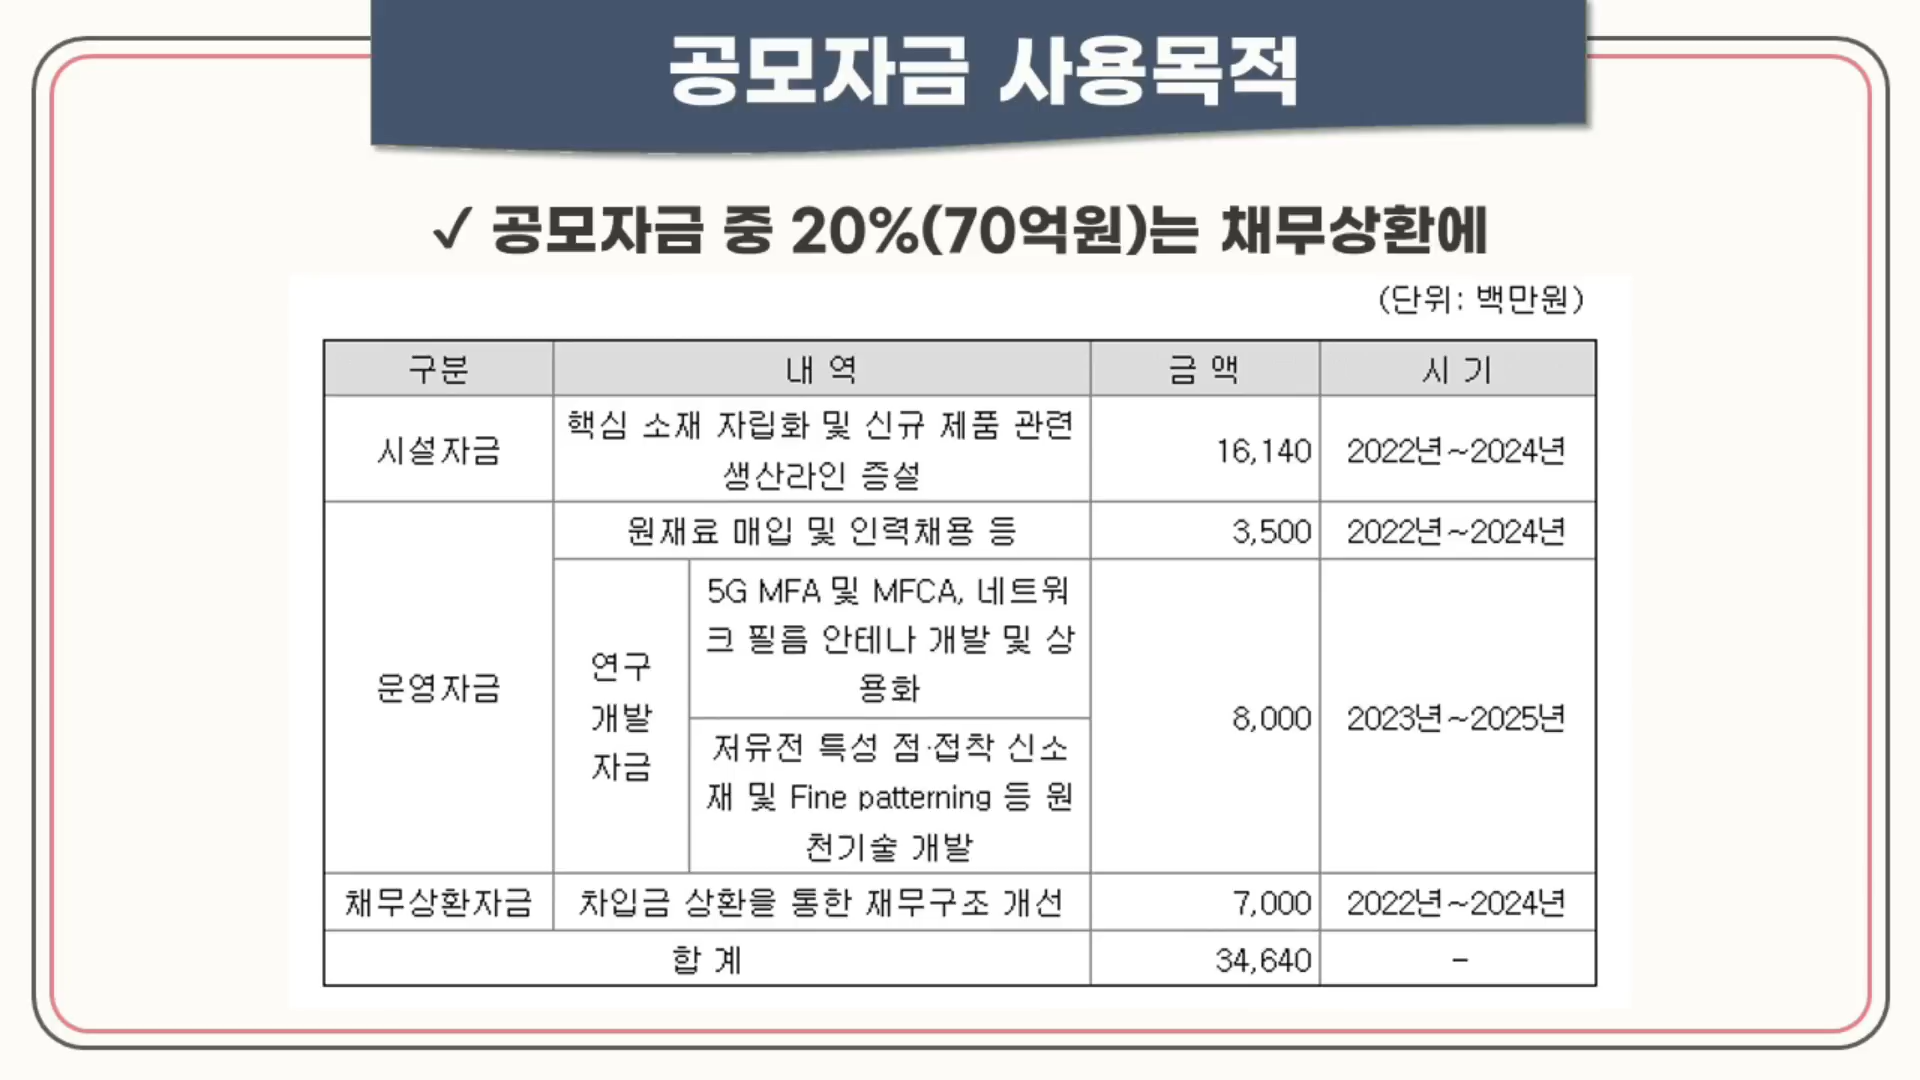 공모자금 사용목적
✓ 공모자금 중 20%(70억원)는 채무상환에
(단위: 백만원)
구분 내 역 금 액 시 기
시설자금 핵심 소재 자립화 및 신규 제품 관련
생산라인 증설 16,140 2022년~2024년
운영자금 원재료 매입 및 인력채용 등 3,500 2022년~2024년
연구
개발
자금
5G MFA 및 MFCA, 네트워
크 필름 안테나 개발 및 상
용화
저유전 특성 점·접착 신소
재 및 Fine patterning 등 원
천기술 개발
8,000 2023년~2025년
채무상환자금 차입금 상환을 통한 재무구조 개선 7,000 2022년~2024년
합 계 34,640 -